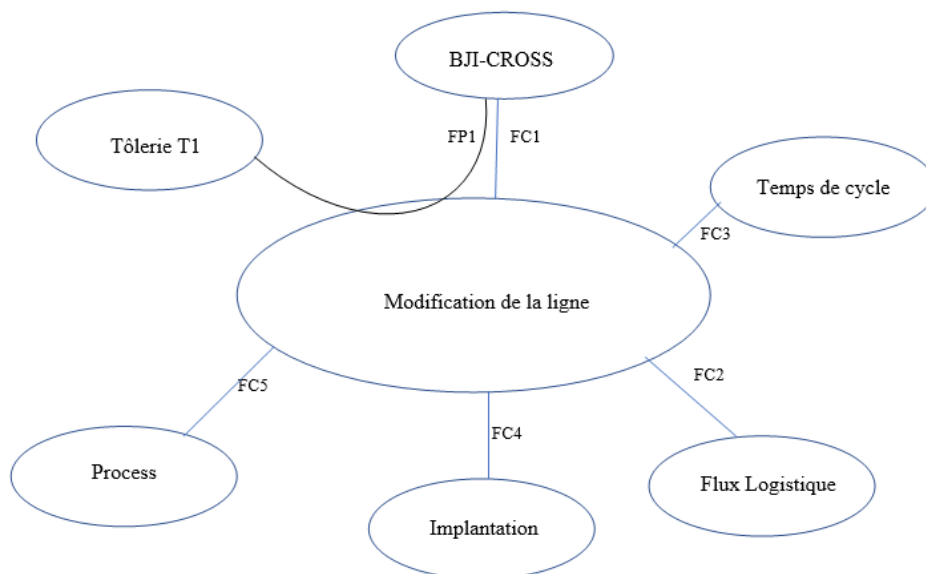 BJI-CROSS
Tôlerie T1
FP1
FC1
Temps de cycle
FC3
Modification de la ligne
FC2
FC5
FC4
Process
Flux Logistique
Implantation